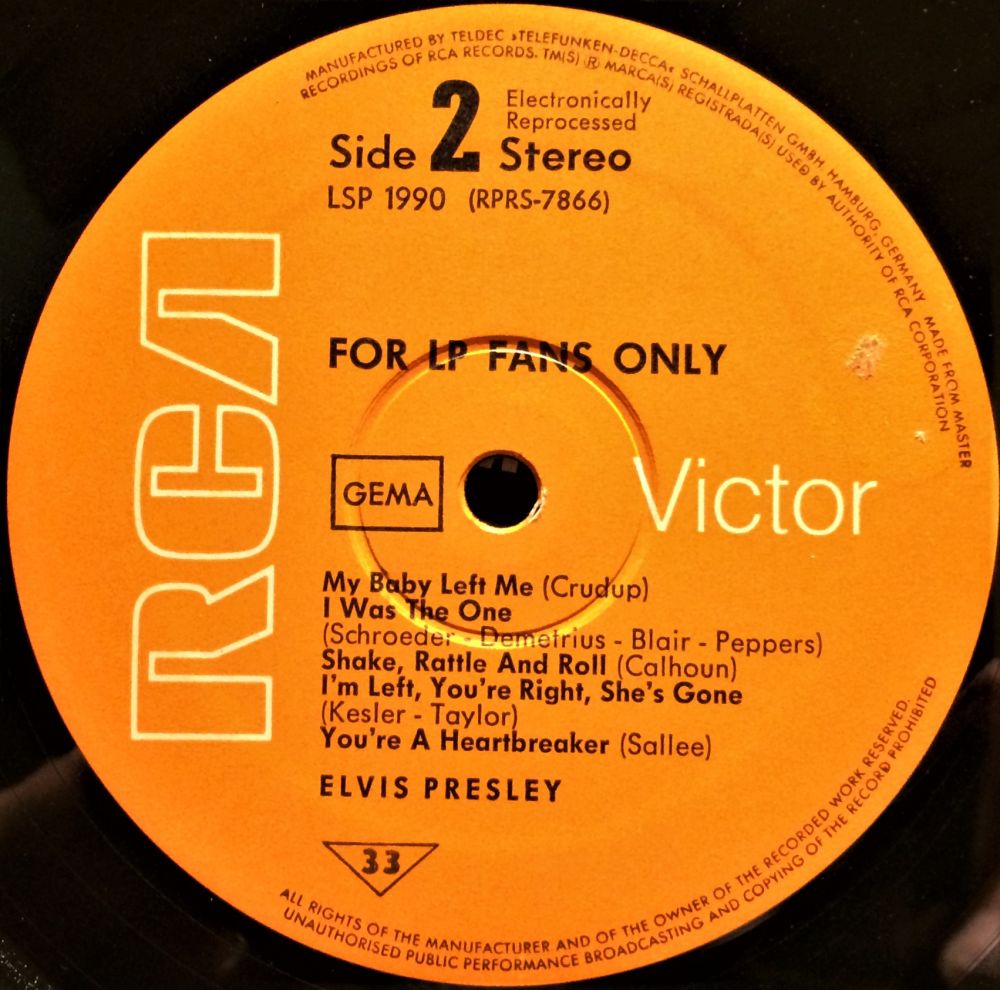 MANUFACTURED BY TELDEC »TELEFUNKEN-DECCA« SCHALLPLATTEN GMBH, HAMBURG, GERMANY MADE FROM MASTER
RECORDINGS OF RCA RECORDS. TM(S) ® MARCA(S) REGISTRADA(S) USED BY AUTHORITY OF RCA CORPORATION
Side 2 Electronically
Reprocessed
Stereo
LSP 1990 (RPRS-7866)
RCA
FOR LP FANS ONLY
GEMA
Victor
My Baby Left Me (Crudup)
I Was The One
(Schroeder - Demetrius - Blair - Peppers)
Shake, Rattle And Roll (Calhoun)
I'm Left, You're Right, She's Gone
(Kesler - Taylor)
You're A Heartbreaker (Sallee)
ELVIS PRESLEY
33
ALL RIGHTS OF THE MANUFACTURER AND OF THE OWNER OF THE RECORDED WORK RESERVED.
UNAUTHORISED PUBLIC PERFORMANCE BROADCASTING AND COPYING OF THE RECORD PROHIBITED